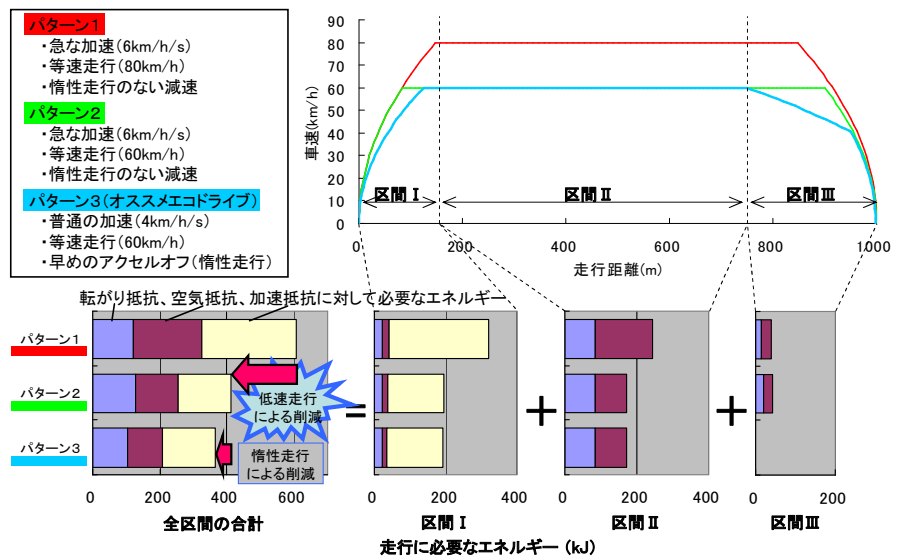 パターン1
・急な加速(6km/h/s)
・等速走行(80km/h)
・惰性走行のない減速
パターン2
・急な加速(6km/h/s)
・等速走行(60km/h)
・惰性走行のない減速
パターン3(オススメエコドライブ)
・普通の加速(4km/h/s)
・等速走行(60km/h)
・早めのアクセルオフ(惰性走行)
車速(km/h)
90
80
70
60
50
40
30
20
10
0
区間Ⅰ
区間Ⅱ
区間Ⅲ
0 200 400 600 800 1000
走行距離(m)
転がり抵抗、空気抵抗、加速抵抗に対して必要なエネルギー
パターン1
パターン2
パターン3
低速走行
による削減
惰性走行
による削減
= + +
0 200 400 600
0 200 400
0 200 400
0 200
全区間の合計
区間Ⅰ
区間Ⅱ
区間Ⅲ
走行に必要なエネルギー (kJ)